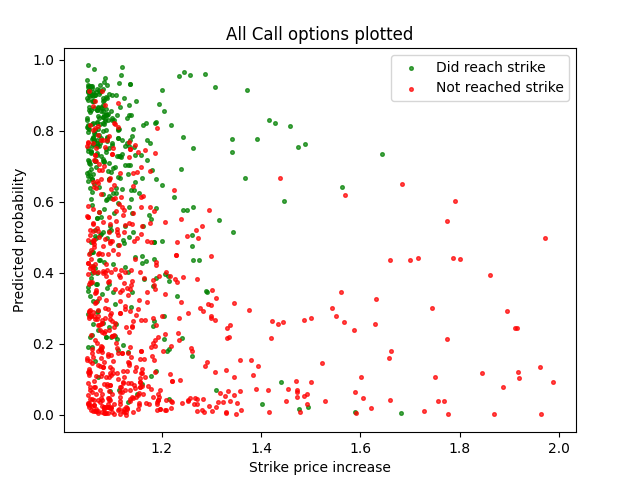 All Call options plotted
Did reach strike
Not reached strike
Predicted probability
1.0
0.8
0.6
0.4
0.2
0.0
1.2 1.4 1.6 1.8 2.0
Strike price increase